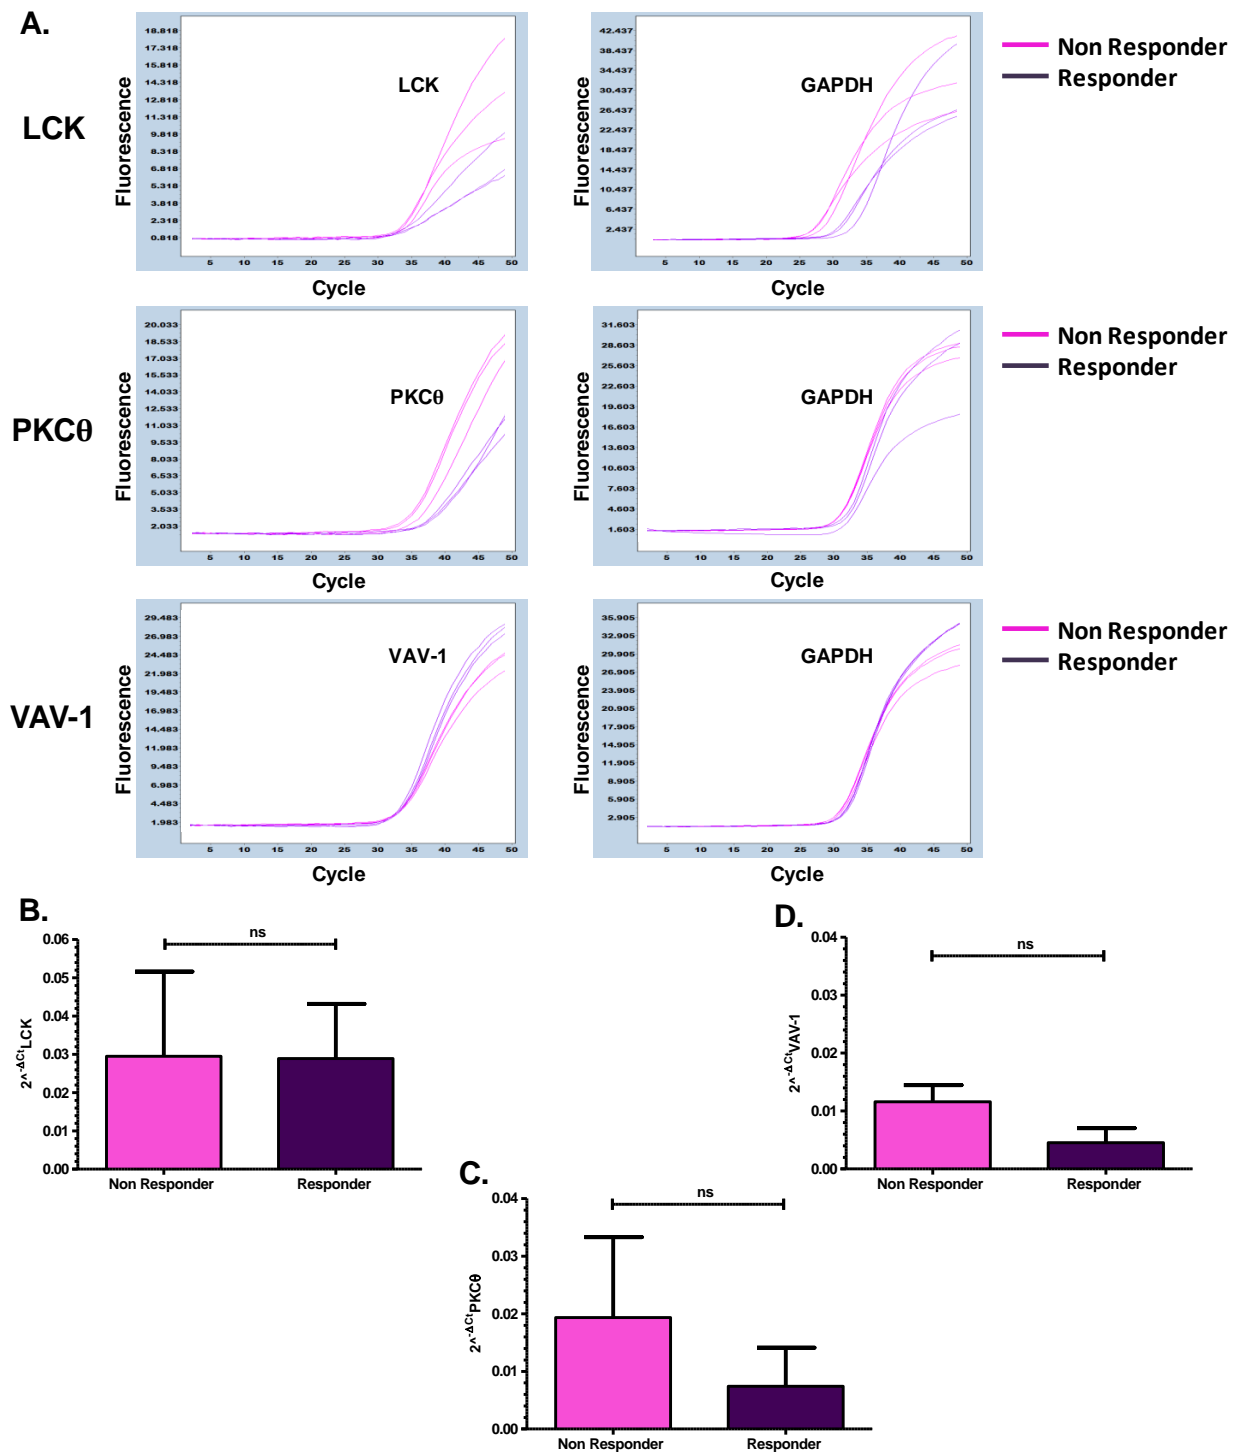 A.
LCK
Fluorescence
18.818
17.318
15.818
14.318
12.818
11.318
9.818
8.318
6.818
5.318
3.818
2.318
0.818
LCK
5 10 15 20 25 30 35 40 45 50
Cycle
Fluorescence
42.437
38.437
34.437
30.437
26.437
22.437
18.437
14.437
10.437
6.437
2.437
GAPDH
5 10 15 20 25 30 35 40 45 50
Cycle
Non Responder
Responder
PKCθ
Fluorescence
20.033
18.533
17.033
15.533
14.033
12.533
11.033
9.533
8.033
6.533
5.033
3.533
2.033
PKCθ
5 10 15 20 25 30 35 40 45 50
Cycle
Fluorescence
31.603
28.603
25.603
22.603
19.603
16.603
13.603
10.603
7.603
4.603
1.603
GAPDH
5 10 15 20 25 30 35 40 45 50
Cycle
Non Responder
Responder
VAV-1
Fluorescence
29.483
26.983
24.483
21.983
19.483
16.983
14.483
11.983
9.483
6.983
4.483
1.983
VAV-1
5 10 15 20 25 30 35 40 45 50
Cycle
Fluorescence
35.905
32.905
29.905
23.905
20.905
17.905
14.905
11.905
8.905
5.905
2.905
GAPDH
5 10 15 20 25 30 35 40 45 50
Cycle
Non Responder
Responder
B.
2^-ΔCt LCK
0.06
0.05
0.04
0.03
0.02
0.01
0.00
ns
Non Responder Responder
D.
2^-ΔCt VAV-1
0.04
0.03
0.02
0.01
0.00
ns
Non Responder Responder
C.
2^-ΔCt PKCθ
0.04
0.03
0.02
0.01
0.00
ns
Non Responder Responder